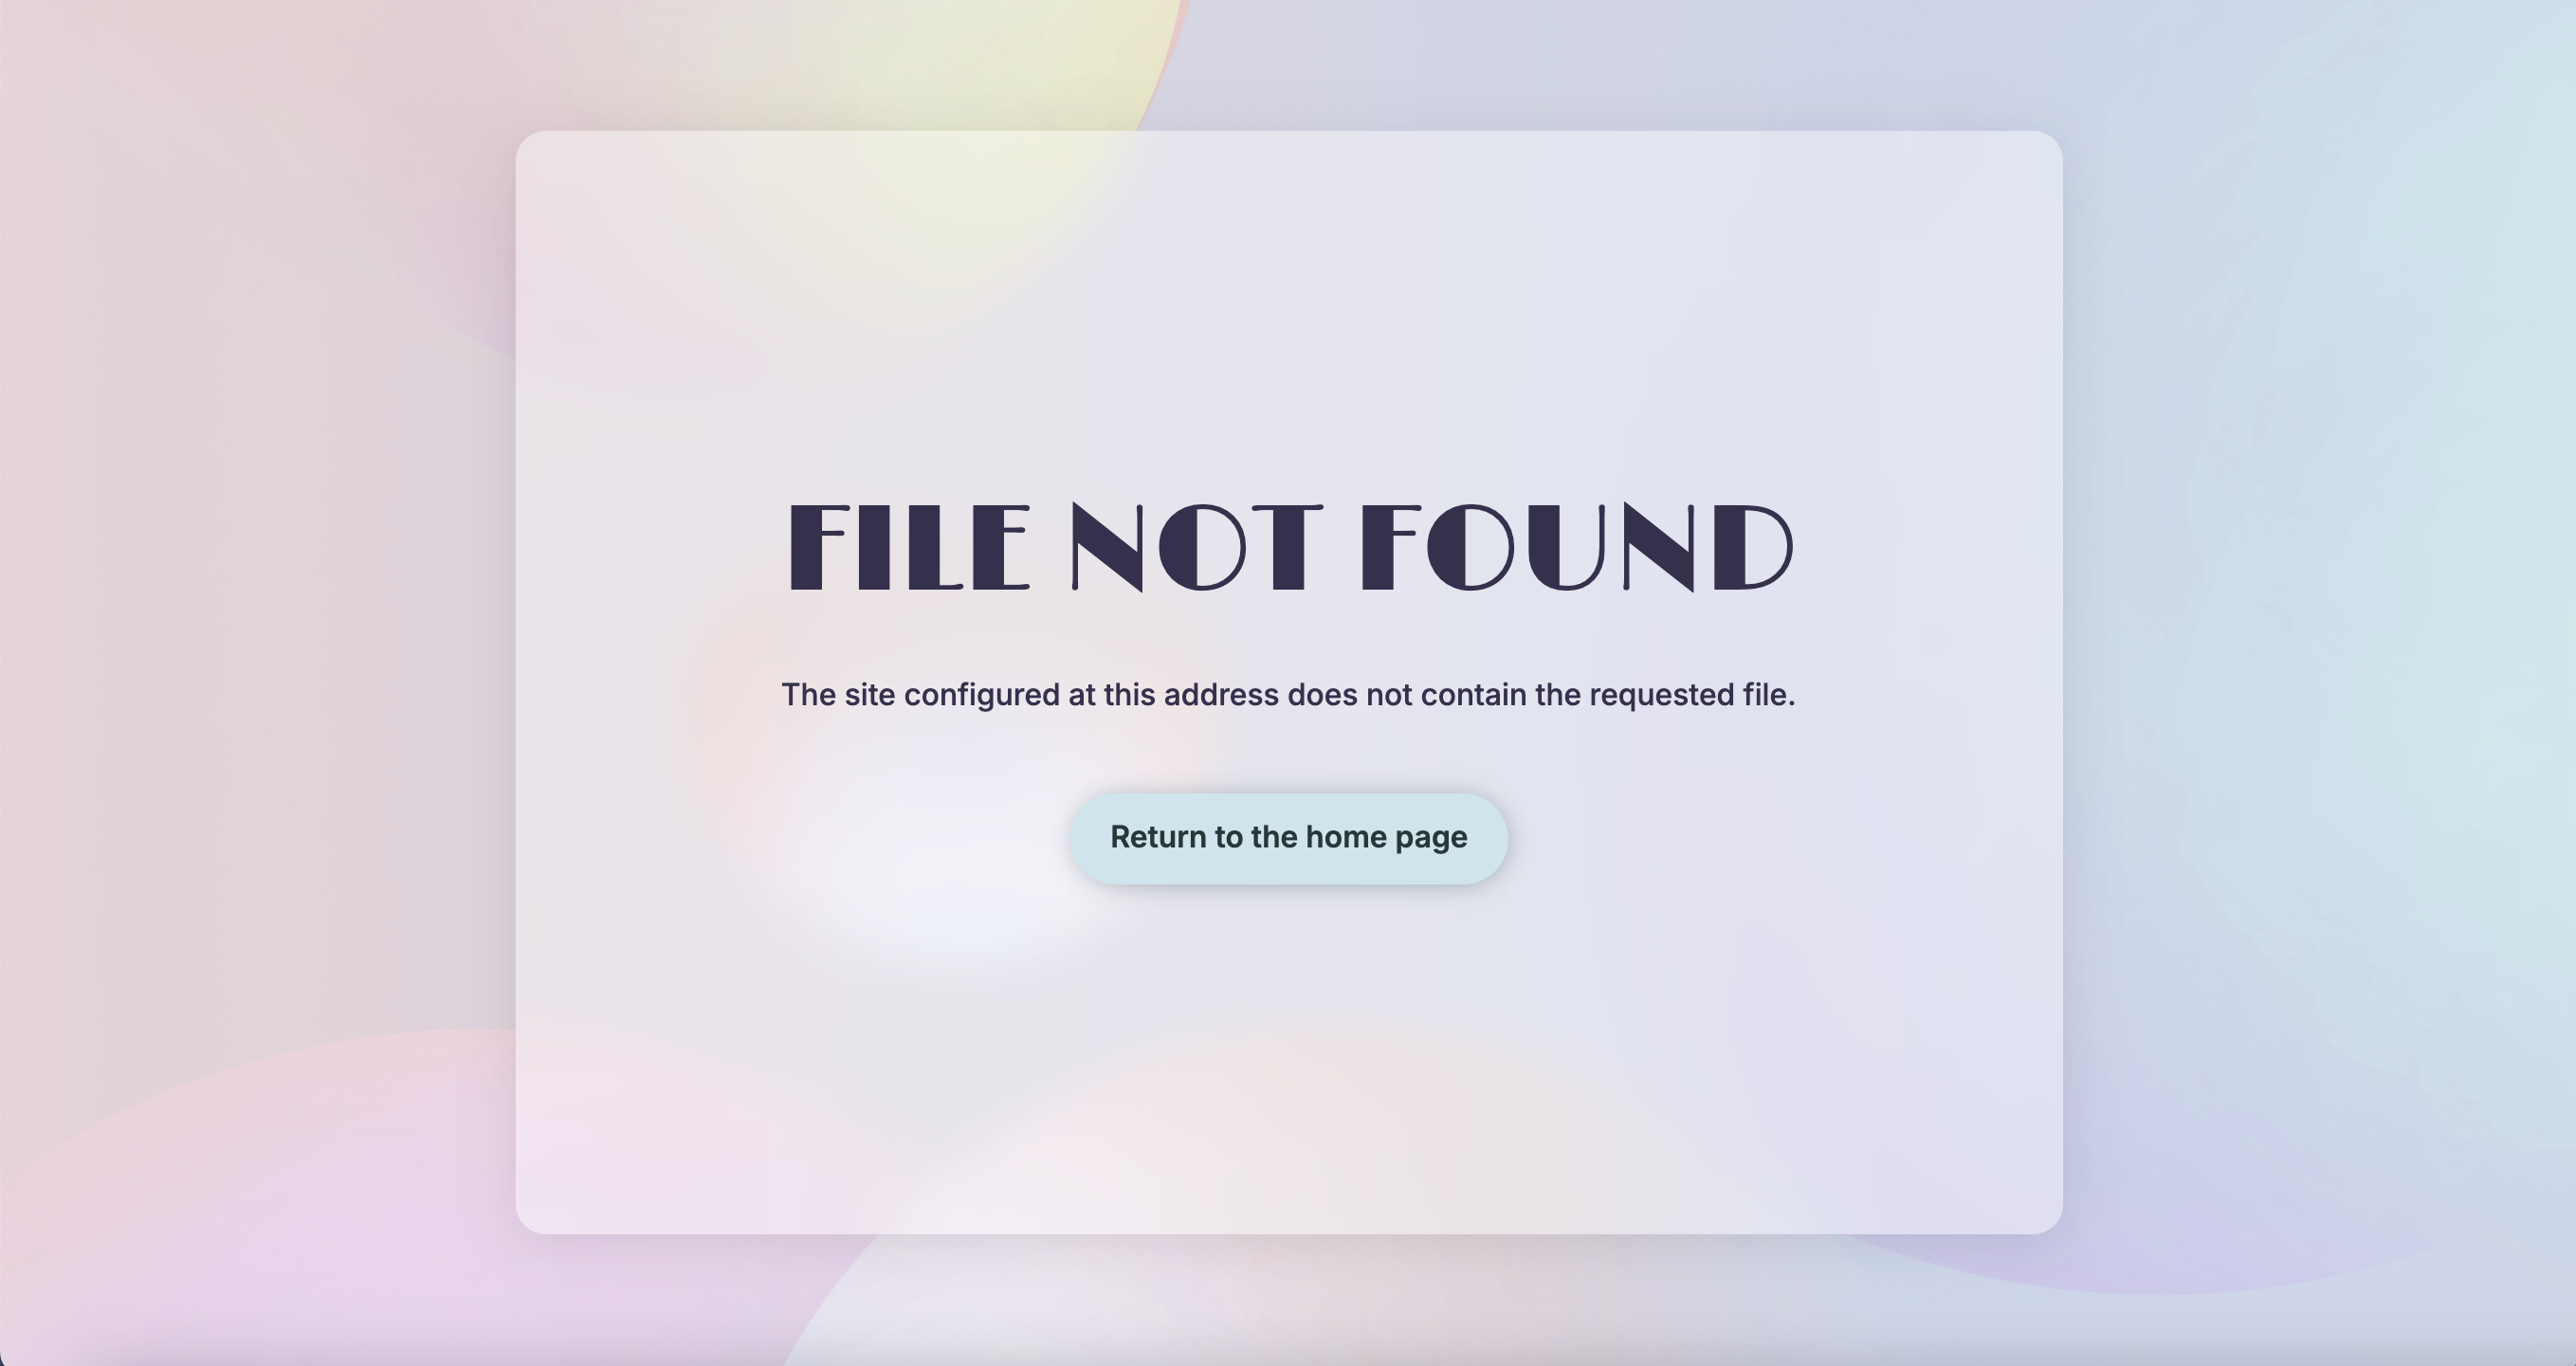 FILE NOT FOUND
The site configured at this address does not contain the requested file.
Return to the home page